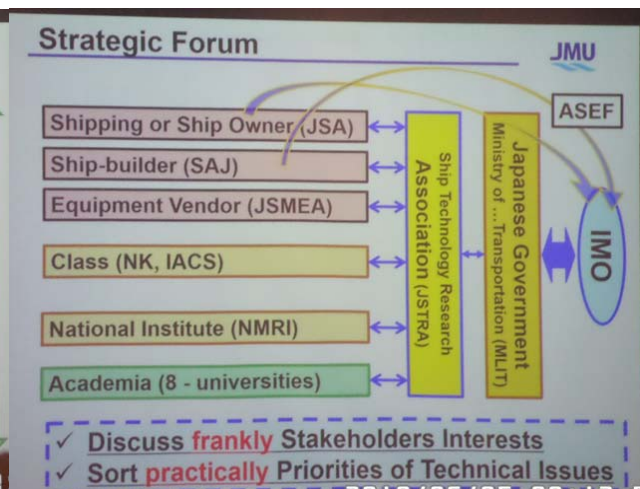 Strategic Forum
JMU
ASEF
Shipping or Ship Owner (JSA)
Ship-builder (SAJ)
Equipment Vendor (JSMEA)
Class (NK, IACS)
National Institute (NMRI)
Academia (8 - universities)
Ship Technology Research
Association (JSTRA)
Japanese Government
Ministry of ... Transportation (MLIT)
IMO
✓ Discuss frankly Stakeholders Interests
✓ Sort practically Priorities of Technical Issues